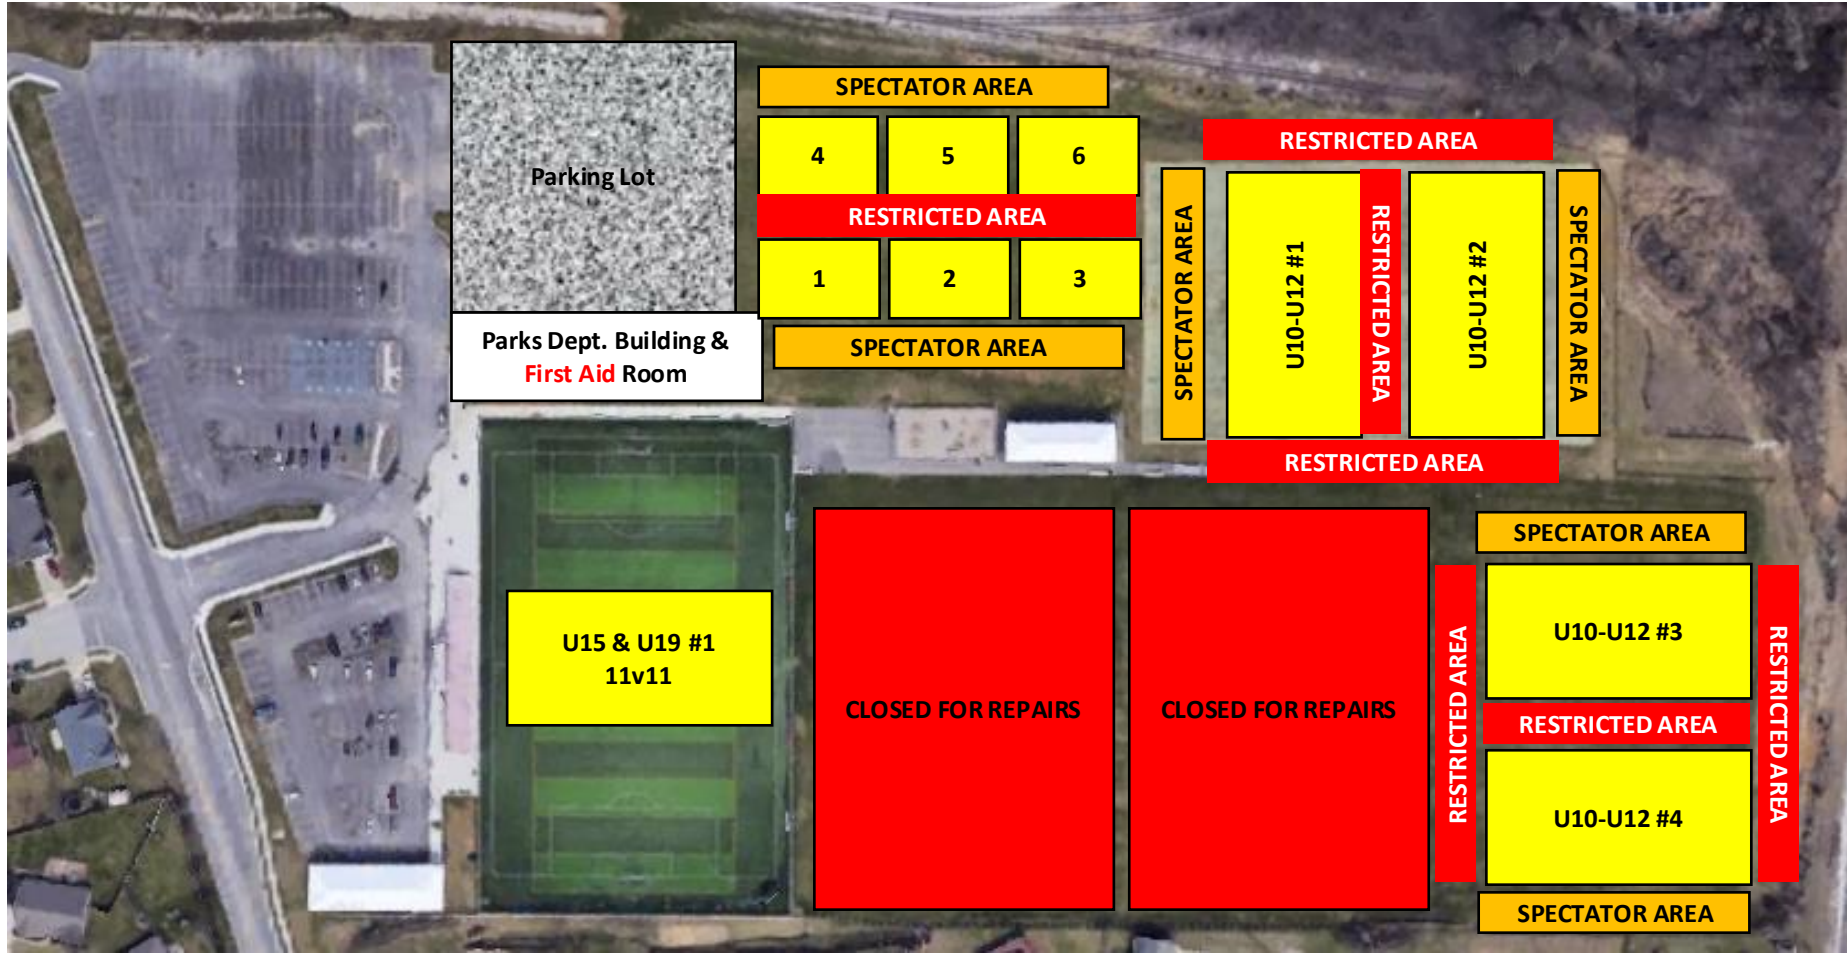 SPECTATOR AREA
4
5
6
Parking Lot
RESTRICTED AREA
1
2
3
Parks Dept. Building &
First Aid Room
SPECTATOR AREA
RESTRICTED AREA
SPECTATOR AREA
U10-U12 #1
RESTRICTED AREA
U10-U12 #2
SPECTATOR AREA
RESTRICTED AREA
U15 & U19 #1
11v11
CLOSED FOR REPAIRS
CLOSED FOR REPAIRS
SPECTATOR AREA
RESTRICTED AREA
U10-U12 #3
RESTRICTED AREA
U10-U12 #4
RESTRICTED AREA
SPECTATOR AREA